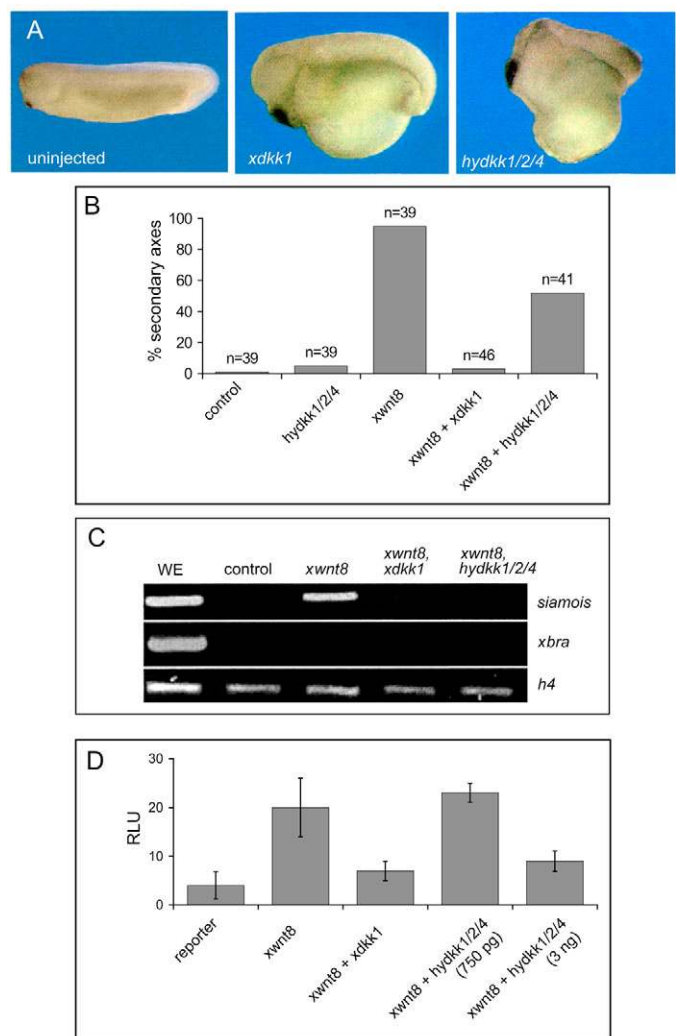 A
uninjected
xdkk1
hydkk1/2/4
B
% secondary axes
100
80
60
40
20
0
n=39
n=39
n=39
n=46
n=41
control
hydkk1/2/4
xwnt8
xwnt8 + xdkk1
xwnt8 + hydkk1/2/4
C
WE
control
xwnt8
xwnt8,
xdkk1
xwnt8,
hydkk1/2/4
siamois
xbra
h4
D
RLU
30
20
10
0
reporter
xwnt8
xwnt8 + xdkk1
xwnt8 + hydkk1/2/4
(750 pg)
xwnt8 + hydkk1/2/4
(3 ng)